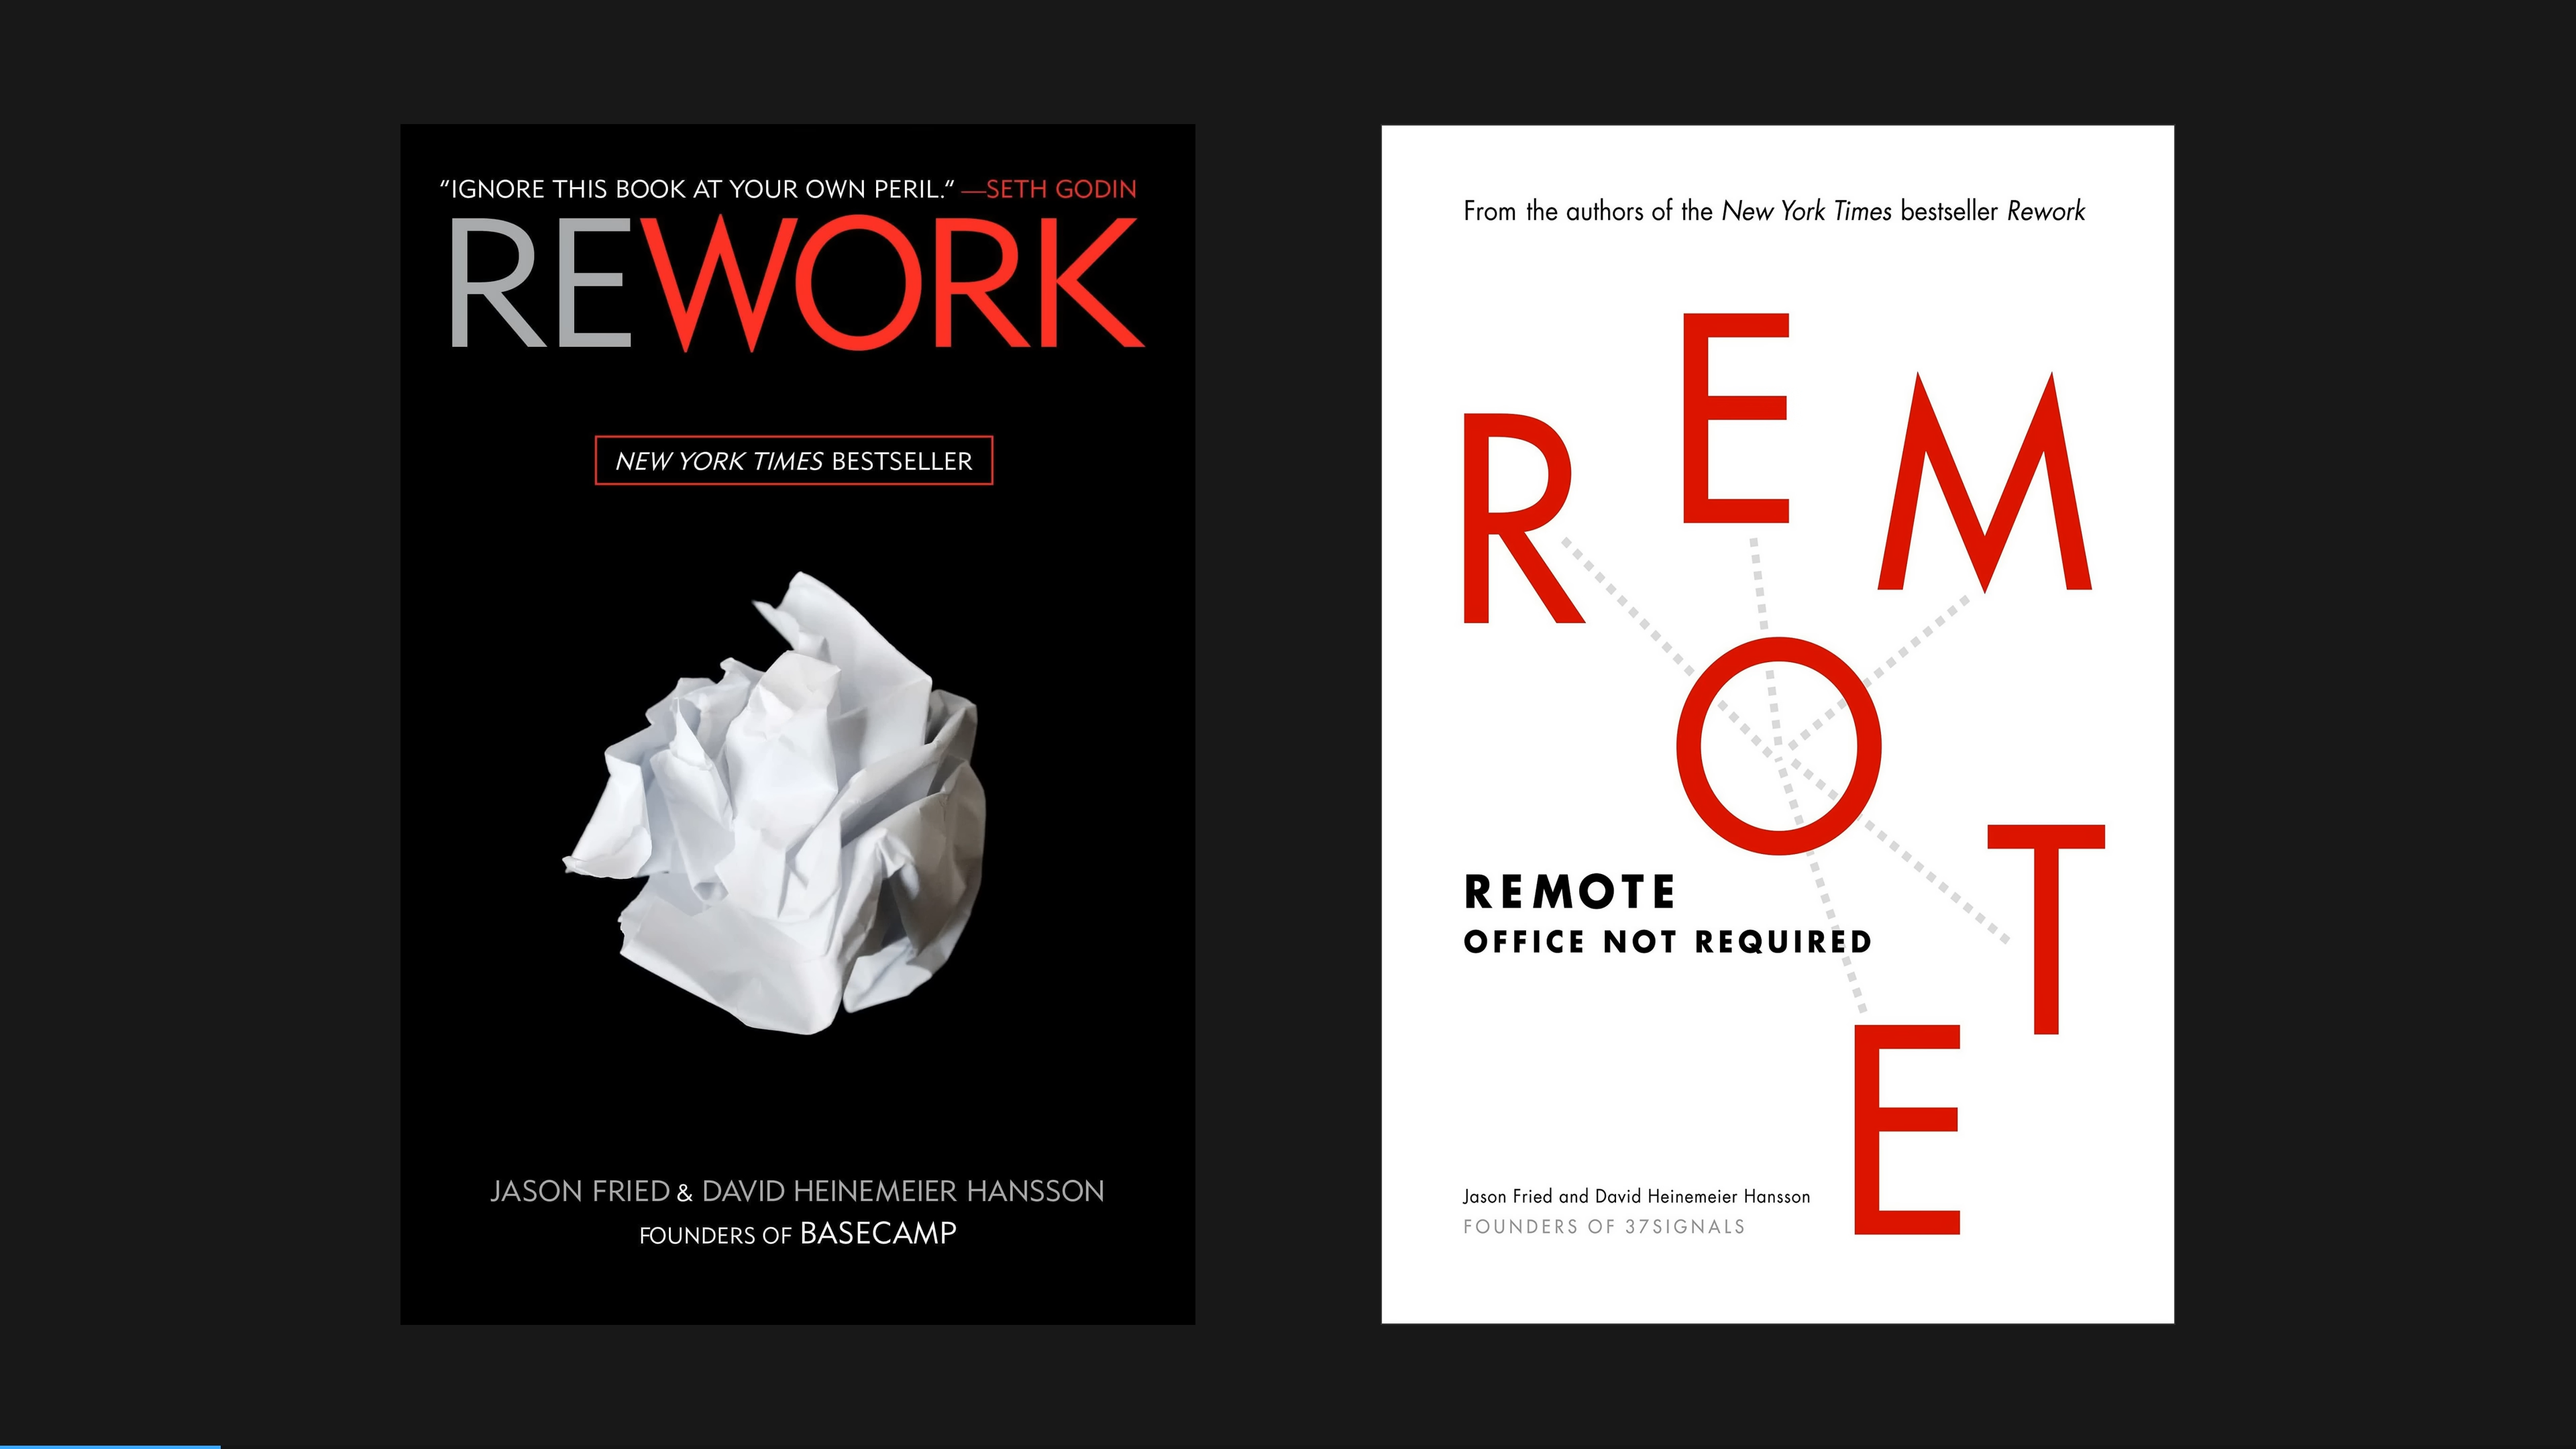 “IGNORE THIS BOOK AT YOUR OWN PERIL.“ —SETH GODIN
REWORK
NEW YORK TIMES BESTSELLER
JASON FRIED & DAVID HEINEMEIER HANSSON
FOUNDERS OF BASECAMP
From the authors of the New York Times bestseller Rework
REMOTE
REMOTE
OFFICE NOT REQUIRED
Jason Fried and David Heinemeier Hansson
FOUNDERS OF 37SIGNALS